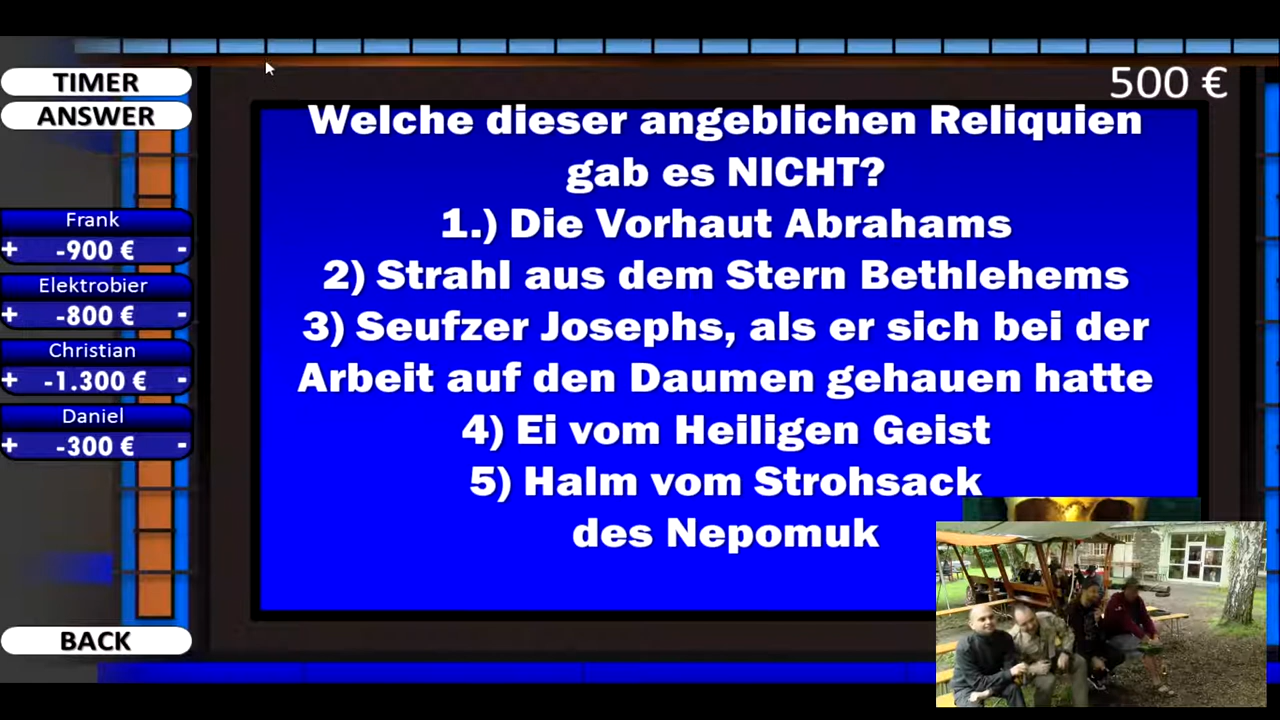 TIMER
ANSWER
500 €
Welche dieser angeblichen Reliquien
gab es NICHT?
1.) Die Vorhaut Abrahams
2) Strahl aus dem Stern Bethlehems
3) Seufzer Josephs, als er sich bei der
Arbeit auf den Daumen gehauen hatte
4) Ei vom Heiligen Geist
5) Halm vom Strohsack
des Nepomuk
Frank
+ -900 € -
Elektrobier
+ -800 € -
Christian
+ -1.300 € -
Daniel
+ -300 € -
BACK